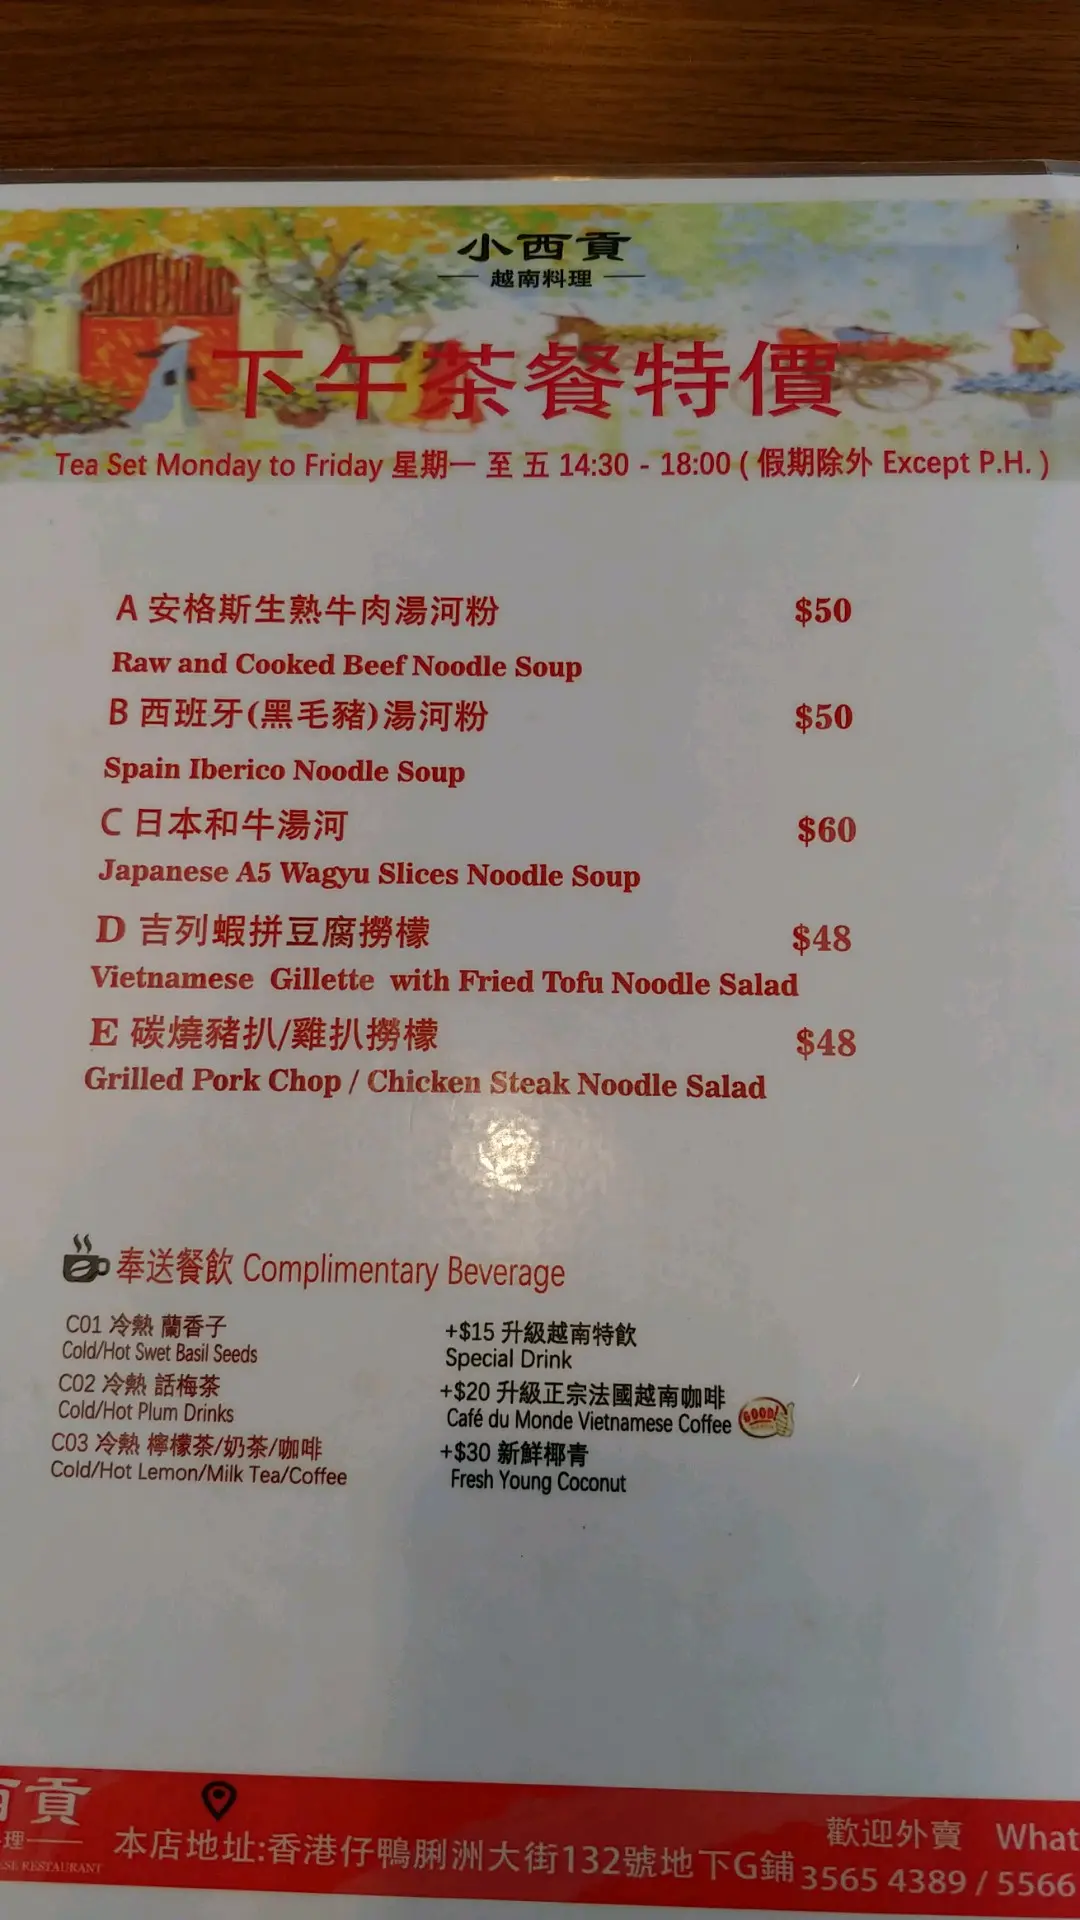 小西貢
越南料理
下午茶餐特價
Tea Set Monday to Friday 星期一 至 五 14:30 - 18:00 ( 假期除外 Except P.H. )
A 安格斯生熟牛肉湯河粉 $50
Raw and Cooked Beef Noodle Soup
B 西班牙(黑毛豬)湯河粉 $50
Spain Iberico Noodle Soup
C 日本和牛湯河 $60
Japanese A5 Wagyu Slices Noodle Soup
D 吉列蝦拼豆腐撈檬 $48
Vietnamese Gillette with Fried Tofu Noodle Salad
E 碳燒豬扒/雞扒撈檬 $48
Grilled Pork Chop / Chicken Steak Noodle Salad
奉送餐飲 Complimentary Beverage
C01 冷熱 蘭香子
Cold/Hot Swet Basil Seeds
C02 冷熱 話梅茶
Cold/Hot Plum Drinks
C03 冷熱 檸檬茶/奶茶/咖啡
Cold/Hot Lemon/Milk Tea/Coffee
+$15 升級越南特飲
Special Drink
+$20 升級正宗法國越南咖啡
Café du Monde Vietnamese Coffee
GOOD!
+$30 新鮮椰青
Fresh Young Coconut
貢
理
RESTAURANT
本店地址:香港仔鴨脷洲大街132號地下G鋪
歡迎外賣 What
3565 4389 / 5566